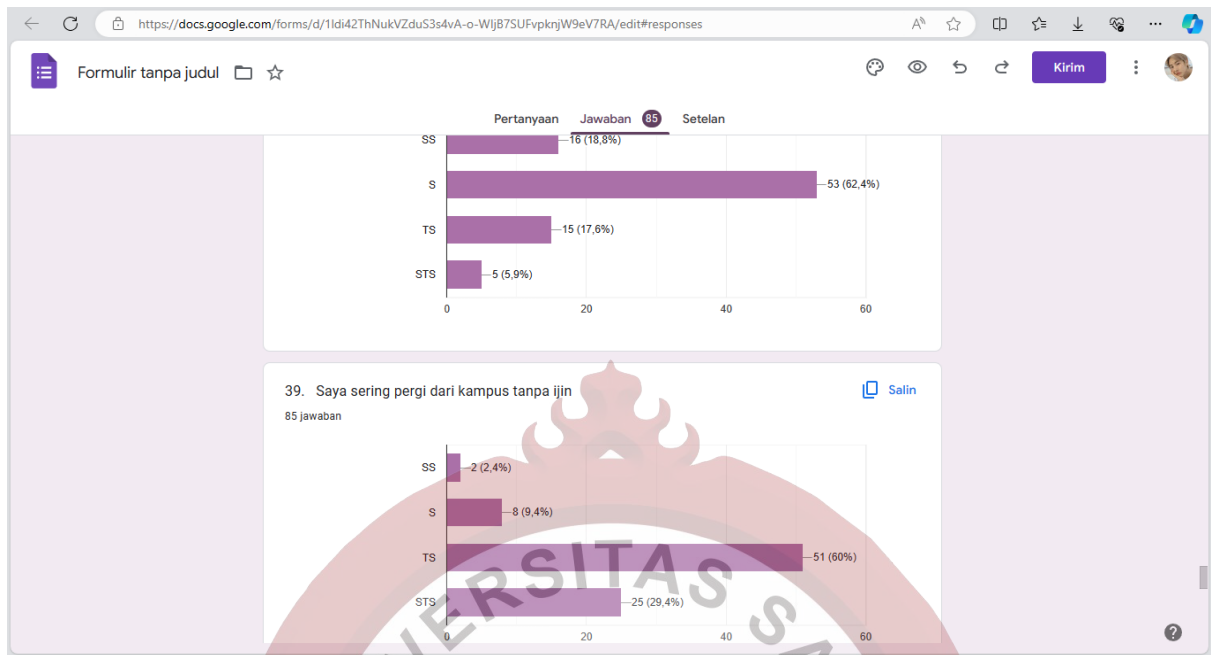 https://docs.google.com/forms/d/1Idi42ThNukVZduS3s4vA-o-WIjB7SUFvpknjW9eV7RA/edit#responses
Formulir tanpa judul
Kirim
Pertanyaan Jawaban 85 Setelan
SS 16 (18,8%)
S 53 (62,4%)
TS 15 (17,6%)
STS 5 (5,9%)
0 20 40 60
39. Saya sering pergi dari kampus tanpa ijin
Salin
85 jawaban
SS 2 (2,4%)
S 8 (9,4%)
TS 51 (60%)
STS 25 (29,4%)
0 20 40 60